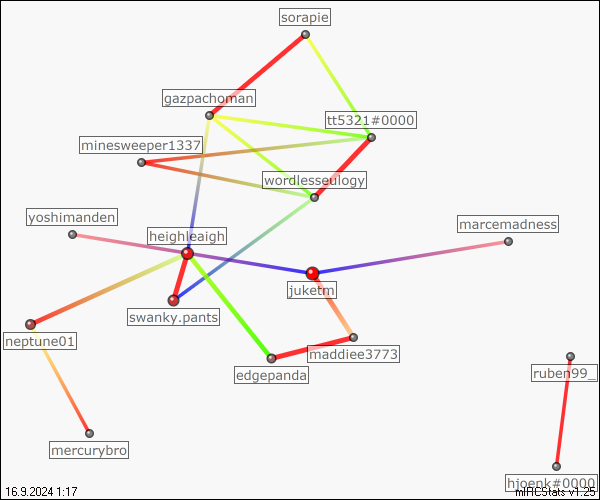 sorapie
gazpachoman
tt5321#0000
minesweeper1337
wordlesseulogy
yoshimanden
marcemadness
heighleaigh
juketm
swanky.pants
neptune01
maddiee3773
edgepanda
ruben99_
mercurybro
hjoenk#0000
16.9.2024 1:17
mIRCStats v1.25